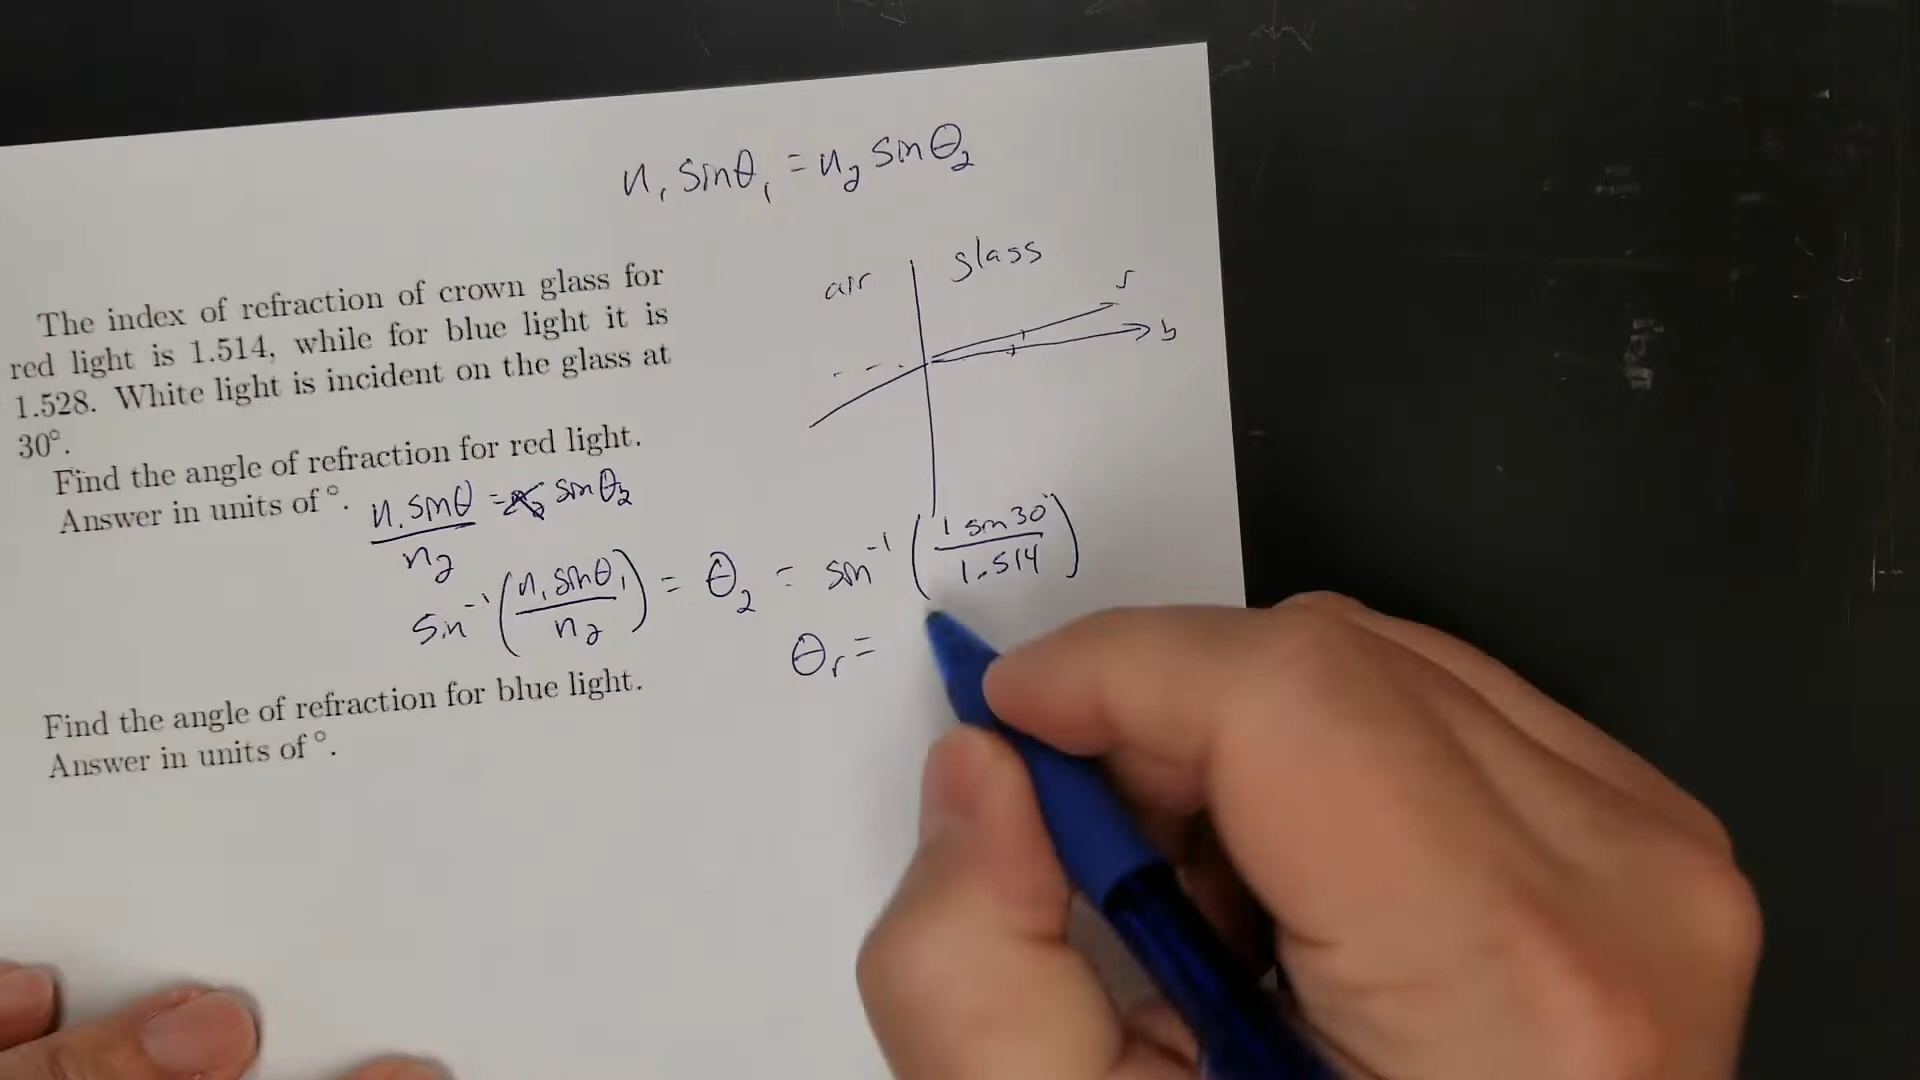 n₁ sinθ₁ = n₂ sinθ₂
air
glass
r
b
The index of refraction of crown glass for
red light is 1.514, while for blue light it is
1.528. White light is incident on the glass at
30°.
Find the angle of refraction for red light.
Answer in units of °.
n₁ sinθ / n₂ = n₂ sinθ₂
sin⁻¹(n₁ sinθ₁ / n₂) = θ₂ = sin⁻¹(1 sin30° / 1.514)
θᵣ =
Find the angle of refraction for blue light.
Answer in units of °.